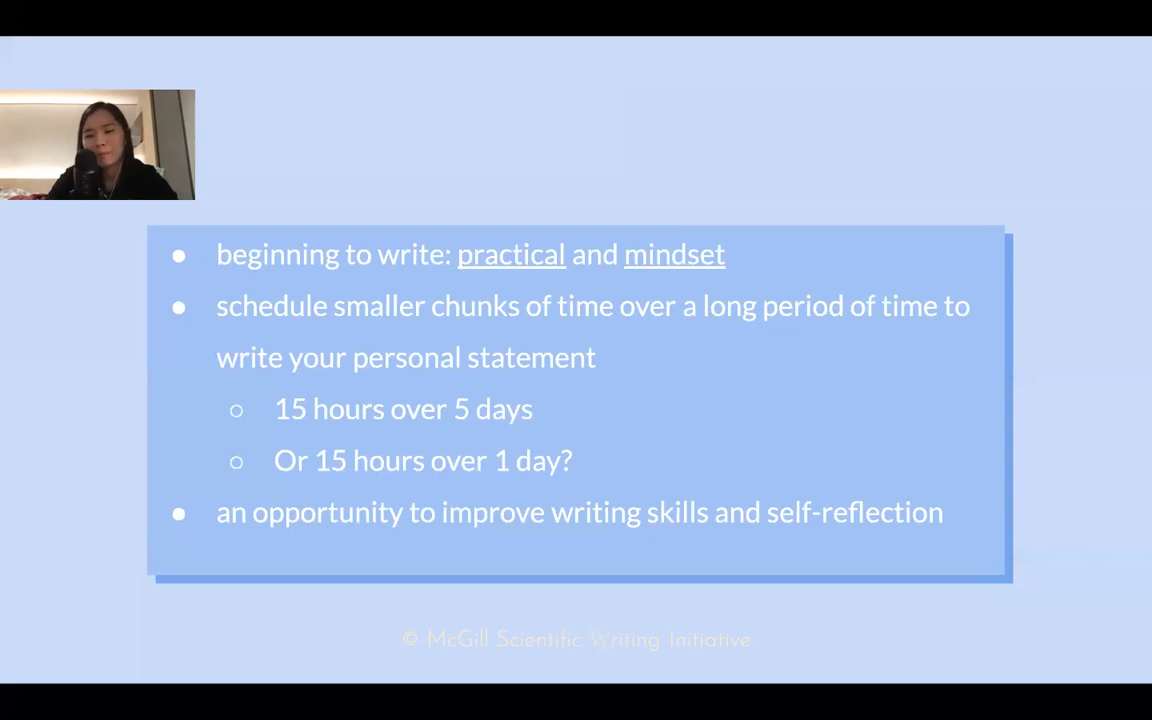 ● beginning to write: practical and mindset
● schedule smaller chunks of time over a long period of time to
write your personal statement
○ 15 hours over 5 days
○ Or 15 hours over 1 day?
● an opportunity to improve writing skills and self-reflection
© McGill Scientific Writing Initiative